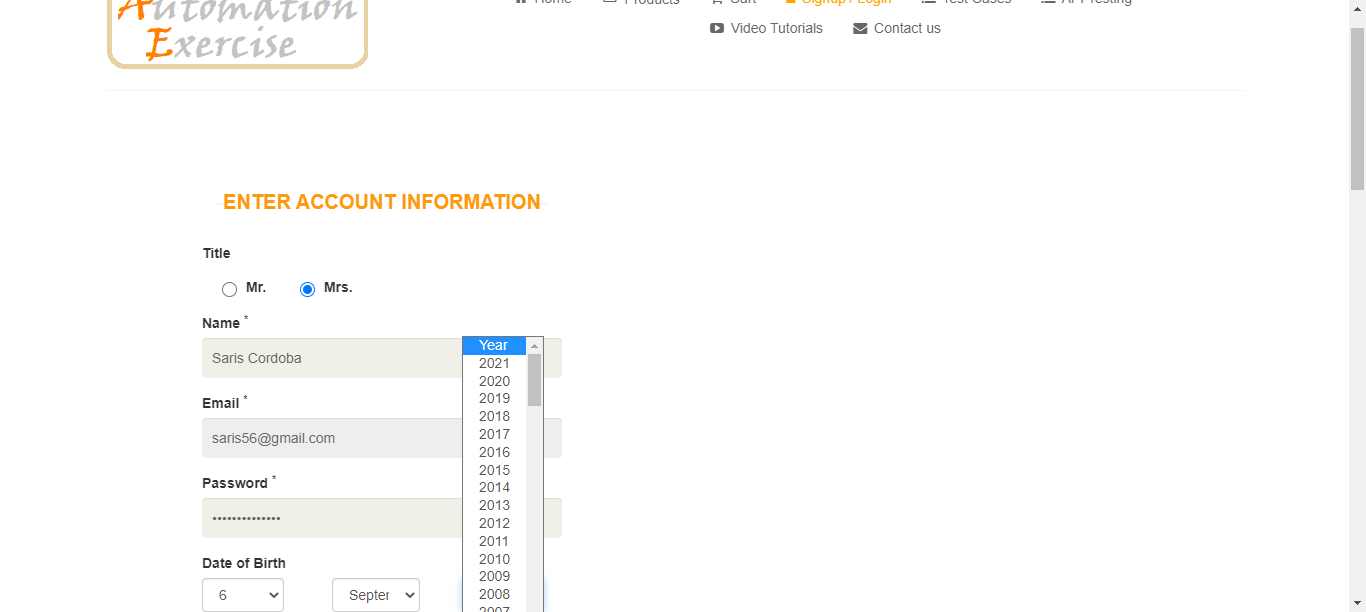 Automation
Exercise
Home Products Cart Signup / Login Test Cases API Testing
Video Tutorials Contact us
ENTER ACCOUNT INFORMATION
Title
Mr. Mrs.
Name *
Saris Cordoba
Email *
saris56@gmail.com
Password *
••••••••••••••
Date of Birth
6 Septer
Year
2021
2020
2019
2018
2017
2016
2015
2014
2013
2012
2011
2010
2009
2008
2007